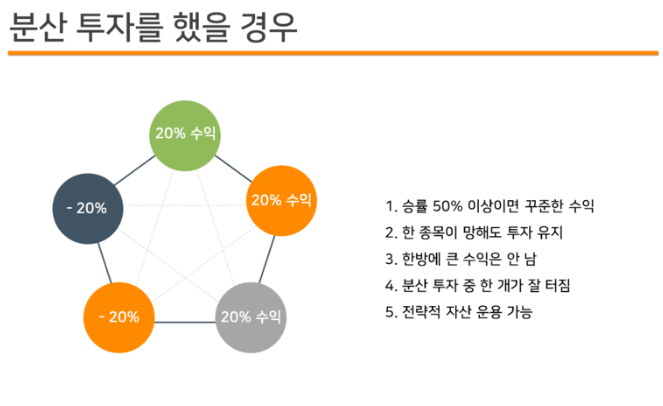 분산 투자를 했을 경우
20% 수익
- 20%
20% 수익
- 20%
20% 수익
1. 승률 50% 이상이면 꾸준한 수익
2. 한 종목이 망해도 투자 유지
3. 한방에 큰 수익은 안 남
4. 분산 투자 중 한 개가 잘 터짐
5. 전략적 자산 운용 가능